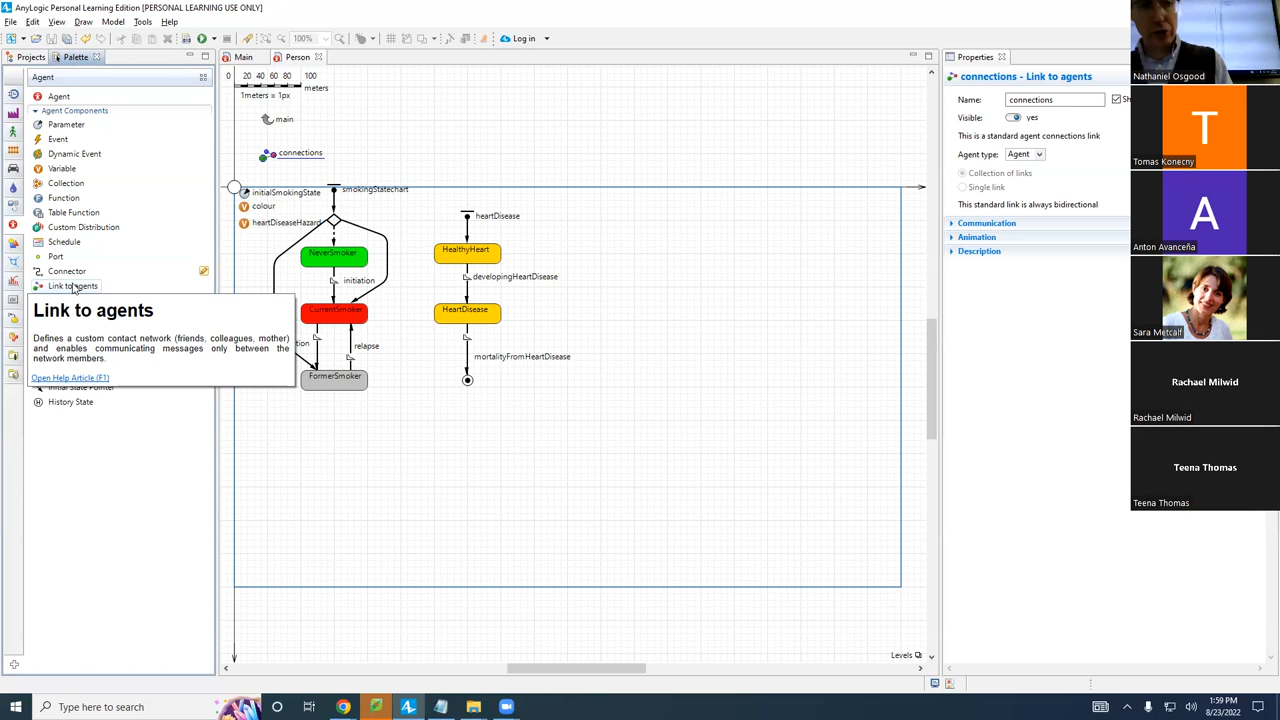 AnyLogic Personal Learning Edition [PERSONAL LEARNING USE ONLY]
File Edit View Draw Model Tools Help
100% Log in
Projects Palette
Agent
Agent
Agent Components
Parameter
Event
Dynamic Event
Variable
Collection
Function
Table Function
Custom Distribution
Schedule
Port
Connector
Link to agents
Link to agents
Defines a custom contact network (friends, colleagues, mother)
and enables communicating messages only between the
network members.
Open Help Article (F1)
Initial State Pointer
History State
Main Person
0 20 40 60 80 100
meters
1meters = 1px
main
connections
initialSmokingState
colour
heartDiseaseHazard
smokingStatechart
NeverSmoker
initiation
CurrentSmoker
relapse
FormerSmoker
heartDisease
HealthyHeart
developingHeartDisease
HeartDisease
mortalityFromHeartDisease
Levels
Properties
connections - Link to agents
Name: connections
Visible: yes
This is a standard agent connections link
Agent type: Agent
Collection of links
Single link
This standard link is always bidirectional
Communication
Animation
Description
Nathaniel Osgood
T
Tomas Konecny
A
Anton Avanceña
Sara Metcalf
Rachael Milwid
Rachael Milwid
Teena Thomas
Teena Thomas
Type here to search
1:59 PM
8/23/2022